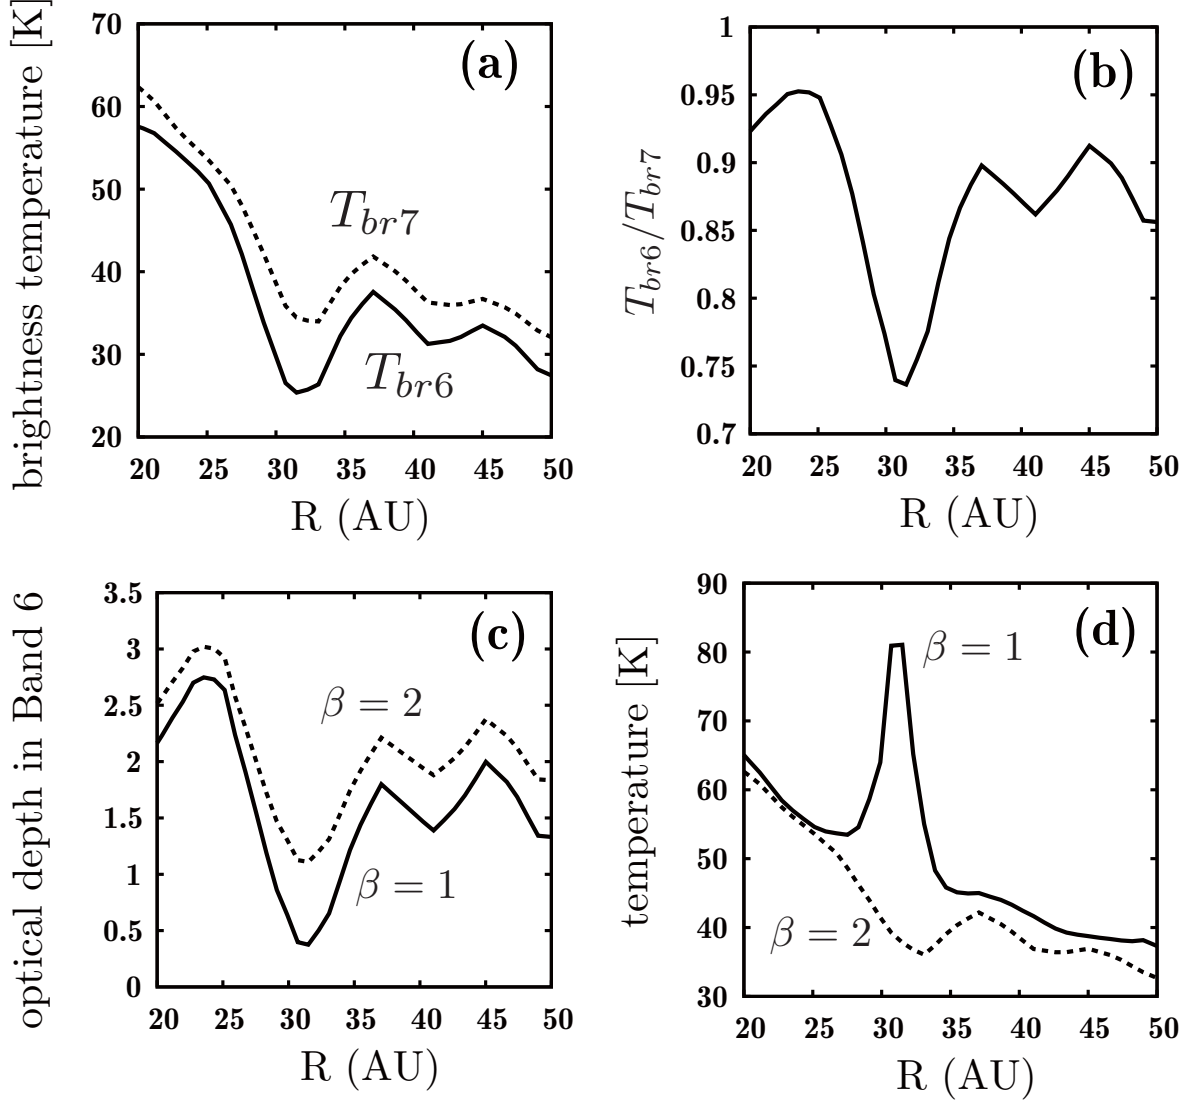 brightness temperature [K]
70
60
50
40
30
20
(a)
T_{br7}
T_{br6}
20 25 30 35 40 45 50
R (AU)
T_{br6}/T_{br7}
1
0.95
0.9
0.85
0.8
0.75
0.7
(b)
20 25 30 35 40 45 50
R (AU)
optical depth in Band 6
3.5
3
2.5
2
1.5
1
0.5
0
(c)
β = 2
β = 1
20 25 30 35 40 45 50
R (AU)
temperature [K]
90
80
70
60
50
40
30
(d)
β = 1
β = 2
20 25 30 35 40 45 50
R (AU)